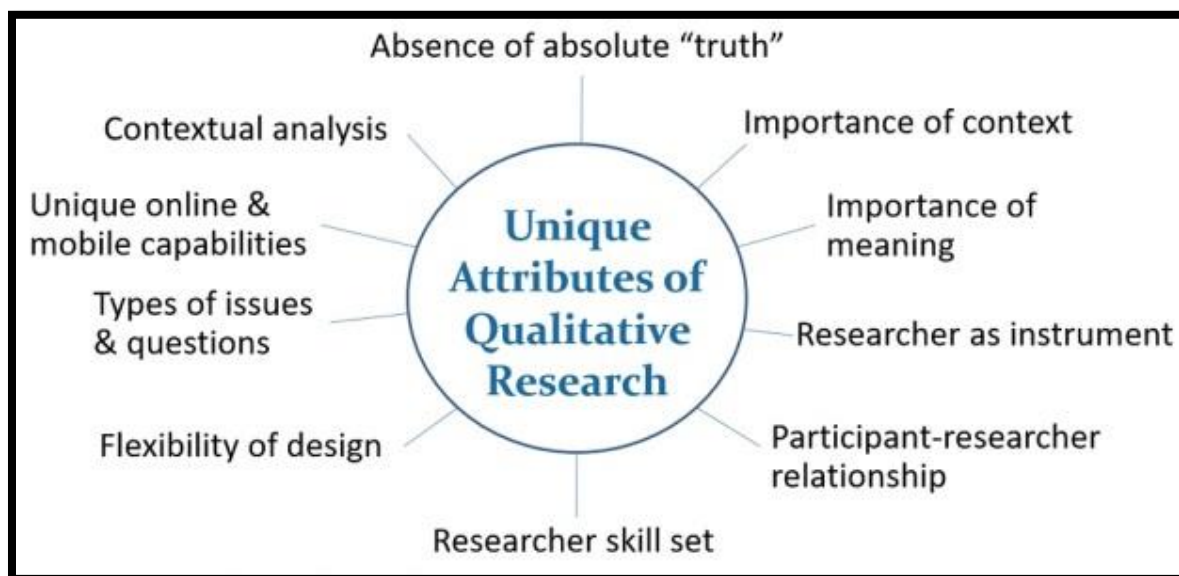 Absence of absolute “truth”
Importance of context
Importance of
meaning
Researcher as instrument
Participant-researcher
relationship
Researcher skill set
Flexibility of design
Types of issues
& questions
Unique online &
mobile capabilities
Contextual analysis
Unique
Attributes of
Qualitative
Research